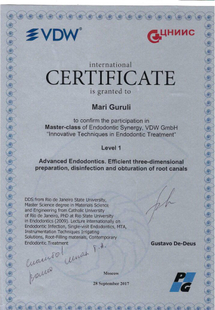 VDW®
ЦНИИС
international
CERTIFICATE
is granted to
Mari Guruli
to confirm the participation in
Master-class of Endodontic Synergy, VDW GmbH
"Innovative Techniques in Endodontic Treatment"
Level 1
Advanced Endodontics. Efficient three-dimensional
preparation, disinfection and obturation of root canals
DDS from Rio de Janeiro State University,
Master Science degree in Materials Science
and Engineering from Catholic University
of Rio de Janeiro, PhD at Rio State University
in Endodontics (2009). Lecture Internationally on:
Endodontic Infection, Single-visit Endodontics, MTA,
Instrumentation Techniques Irrigating
Solutions, Root-Filling materials, Contemporary
Endodontic Treatment
Gustavo De-Deus
Moscow
28 September 2017